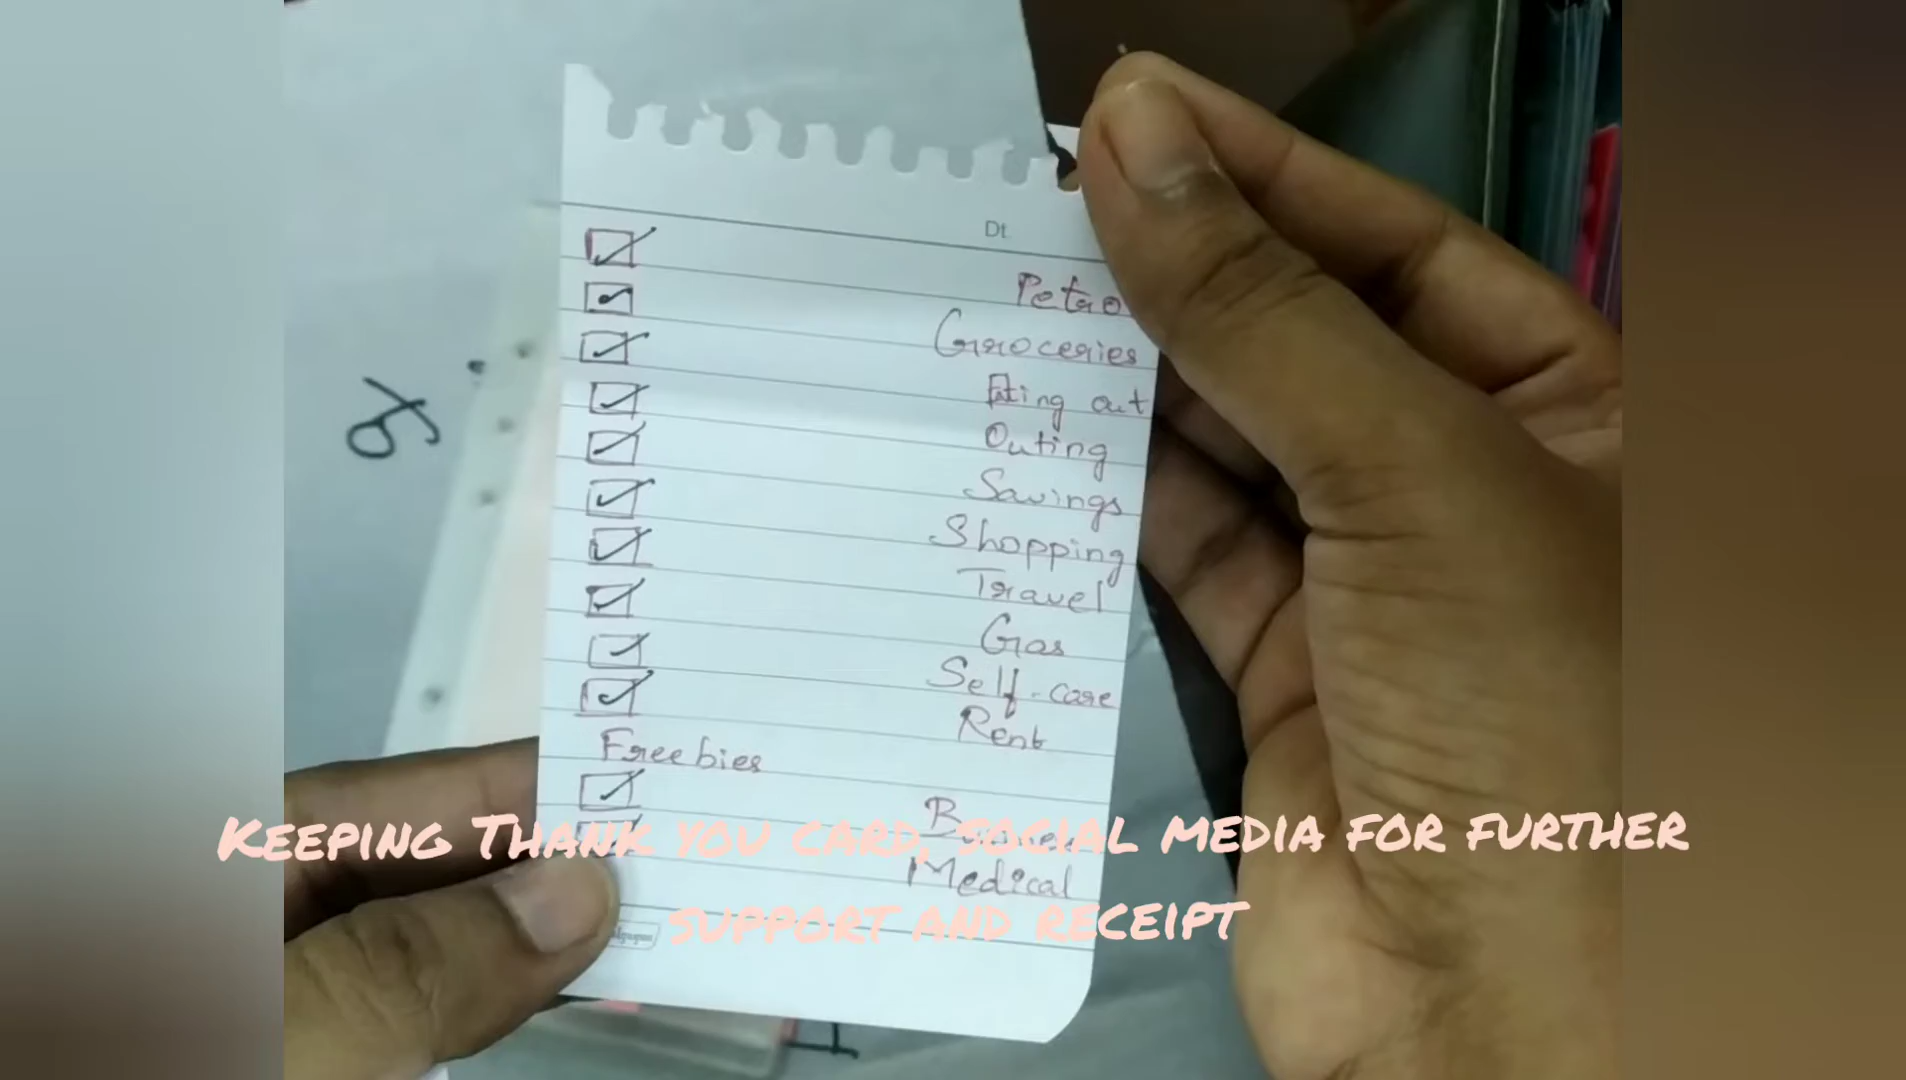 Dt.
Petro
Groceries
Eating out
Outing
Savings
Shopping
Travel
Gas
Self-care
Rent
Freebies
Medical
Keeping Thank you card, social media for further
support and receipt